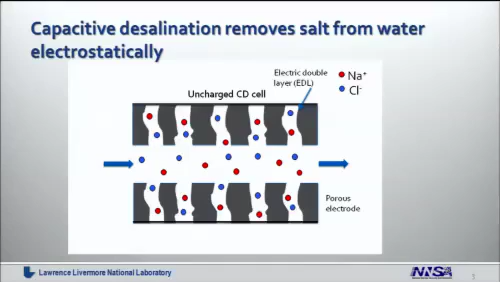 Capacitive desalination removes salt from water
electrostatically
Electric double
layer (EDL)
Na+
Cl-
Uncharged CD cell
Porous
electrode
Lawrence Livermore National Laboratory
NNSA